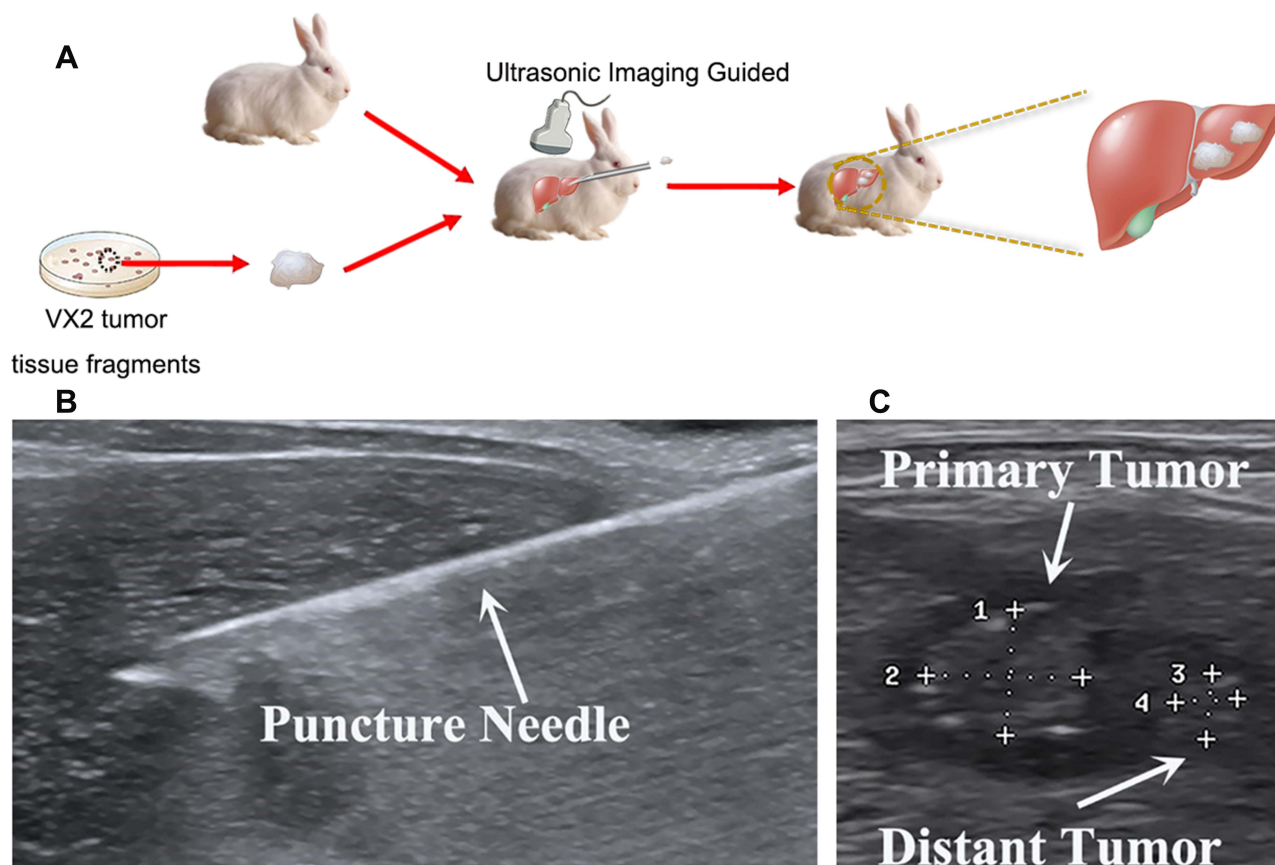 A
Ultrasonic Imaging Guided
VX2 tumor
tissue fragments
B
Puncture Needle
C
Primary Tumor
1
2
3
4
Distant Tumor